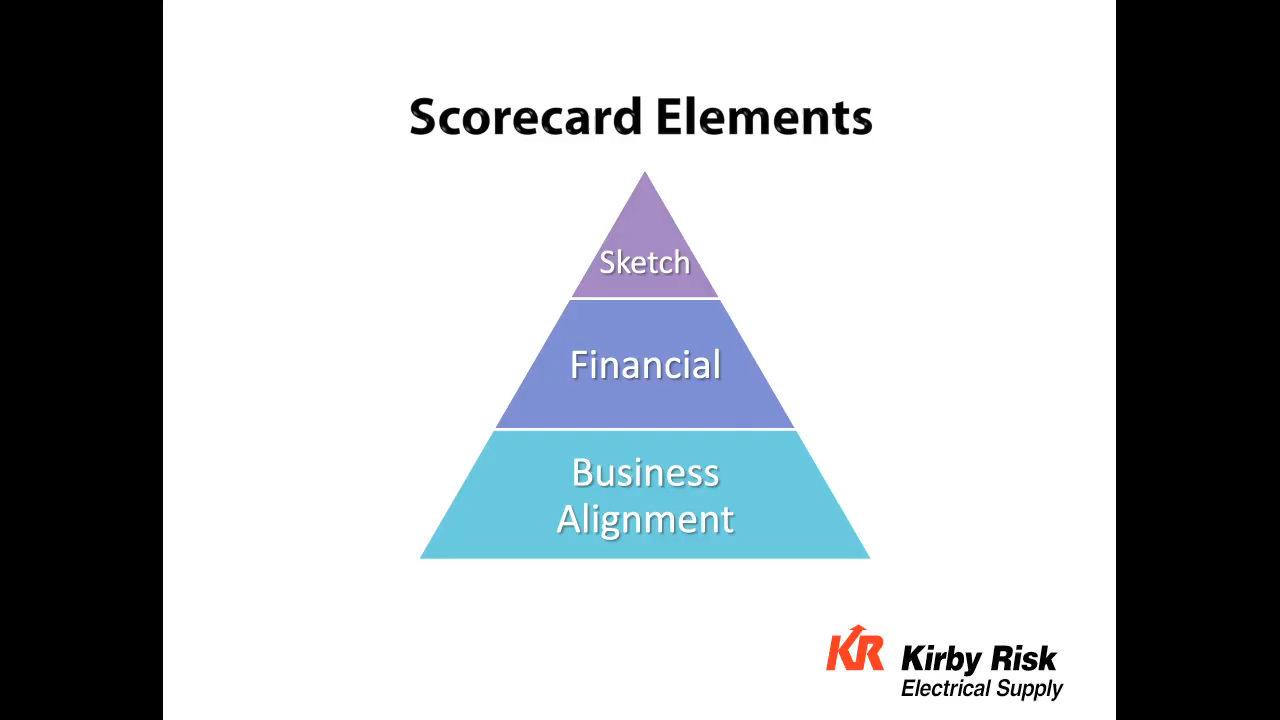 Scorecard Elements
Sketch
Financial
Business
Alignment
KR
Kirby Risk
Electrical Supply